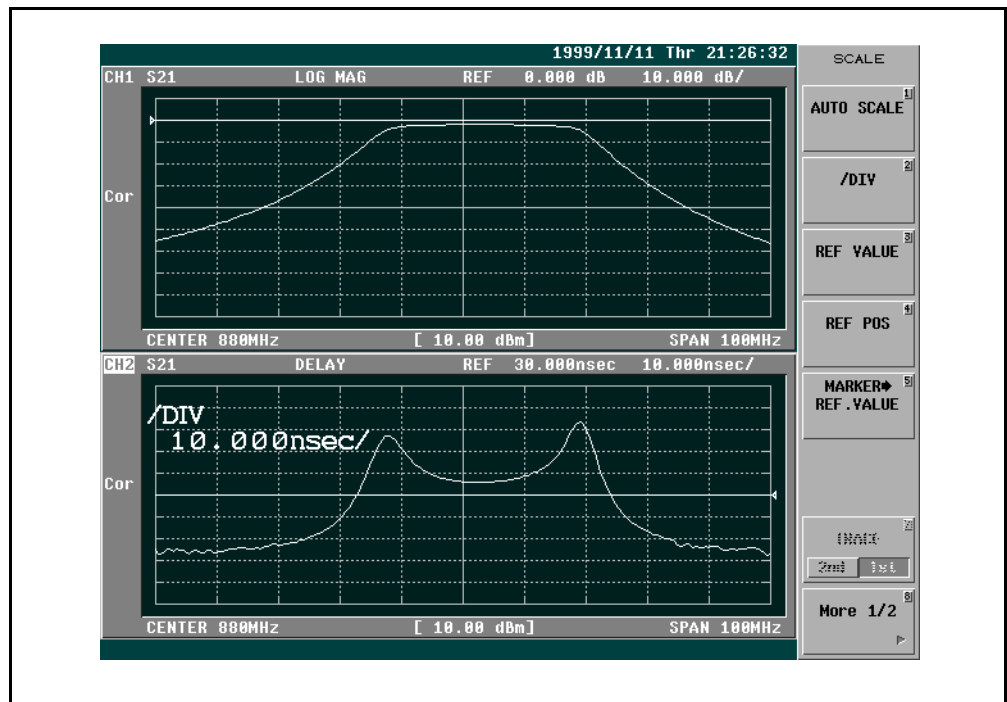 1999/11/11 Thr 21:26:32
CH1 S21 LOG MAG REF 0.000 dB 10.000 dB/
Cor
CENTER 880MHz [ 10.00 dBm] SPAN 100MHz
CH2 S21 DELAY REF 30.000nsec 10.000nsec/
/DIV
10.000nsec/
Cor
CENTER 880MHz [ 10.00 dBm] SPAN 100MHz
SCALE
1
AUTO SCALE
2
/DIV
3
REF VALUE
4
REF POS
5
MARKER➧
REF.VALUE
7
TRACE
2nd 1st
8
More 1/2